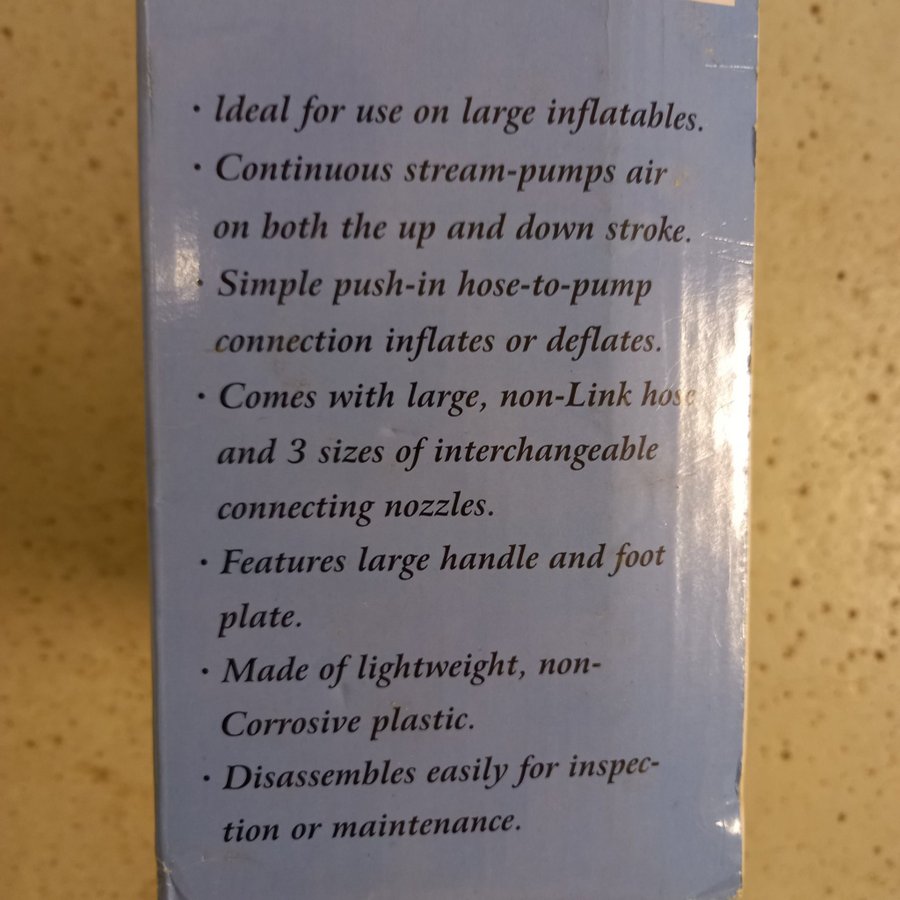 · Ideal for use on large inflatables.
· Continuous stream-pumps air
on both the up and down stroke.
· Simple push-in hose-to-pump
connection inflates or deflates.
· Comes with large, non-Link hose
and 3 sizes of interchangeable
connecting nozzles.
· Features large handle and foot
plate.
· Made of lightweight, non-
Corrosive plastic.
· Disassembles easily for inspec-
tion or maintenance.